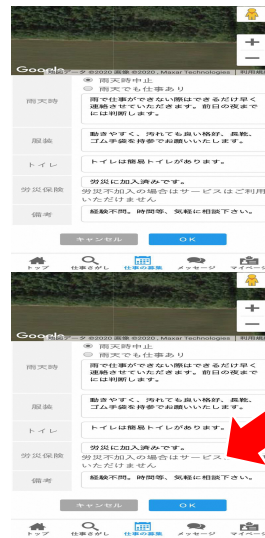 Google
地図データ ©2020 画像 ©2020, Maxar Technologies 利用規
雨天時中止
雨天でも仕事あり
雨天時
雨で仕事ができない際はできるだけ早く
連絡させていただきます。前日の夜まで
には判断します。
服装
動きやすく、汚れても良い格好、長靴、
ゴム手袋を持参でお願いいたします。
トイレ
トイレは簡易トイレがあります。
労災保険
労災に加入済みです。
労災不加入の場合はサービスはご利用
いただけません
備考
経験不問。時間等、気軽に相談下さい。
キャンセル
OK
トップ 仕事さがし 仕事の募集 メッセージ マイペー
Google
地図データ ©2020 画像 ©2020, Maxar Technologies 利用規
雨天時中止
雨天でも仕事あり
雨天時
雨で仕事ができない際はできるだけ早く
連絡させていただきます。前日の夜まで
には判断します。
服装
動きやすく、汚れても良い格好、長靴、
ゴム手袋を持参でお願いいたします。
トイレ
トイレは簡易トイレがあります。
労災保険
労災に加入済みです。
労災不加入の場合はサービス
いただけません
備考
経験不問。時間等、気軽に相談下さい。
キャンセル
OK
トップ 仕事さがし 仕事の募集 メッセージ マイペー